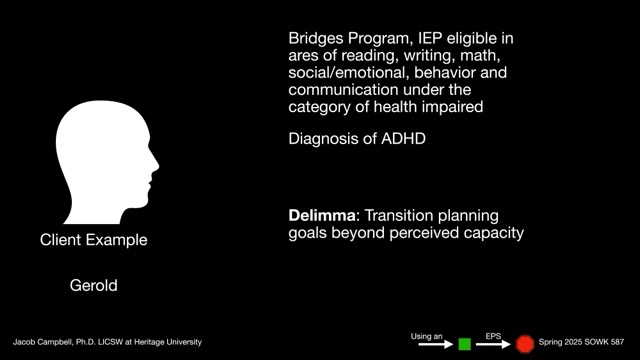 Bridges Program, IEP eligible in
ares of reading, writing, math,
social/emotional, behavior and
communication under the
category of health impaired
Diagnosis of ADHD
Delimma: Transition planning
goals beyond perceived capacity
Client Example
Gerold
Jacob Campbell, Ph.D. LICSW at Heritage University
Using an
EPS
Spring 2025 SOWK 587